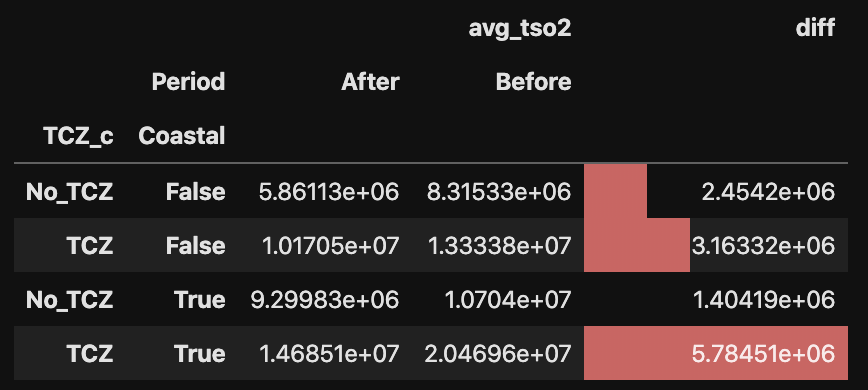 avg_tso2 diff
Period After Before
TCZ_c Coastal
No_TCZ False 5.86113e+06 8.31533e+06 2.4542e+06
TCZ False 1.01705e+07 1.33338e+07 3.16332e+06
No_TCZ True 9.29983e+06 1.0704e+07 1.40419e+06
TCZ True 1.46851e+07 2.04696e+07 5.78451e+06